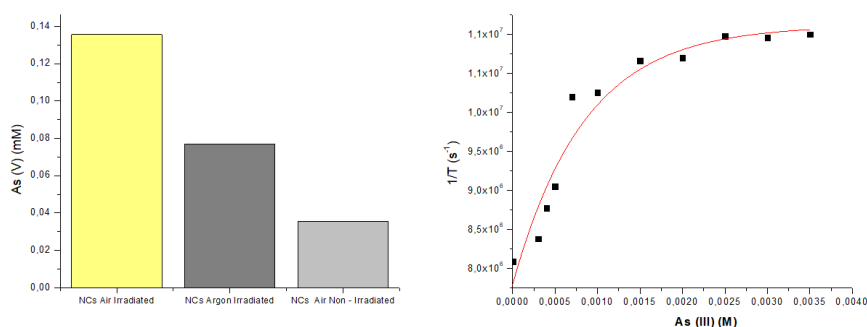 As (V) (mM)
0,14
0,12
0,10
0,08
0,06
0,04
0,02
0,00
NCs Air Irradiated
NCs Argon Irradiated
NCs Air Non - Irradiated
1/T (s⁻¹)
1,1x10⁷
1,1x10⁷
1,0x10⁷
9,5x10⁶
9,0x10⁶
8,5x10⁶
8,0x10⁶
0,0000 0,0005 0,0010 0,0015 0,0020 0,0025 0,0030 0,0035 0,0040
As (III) (M)